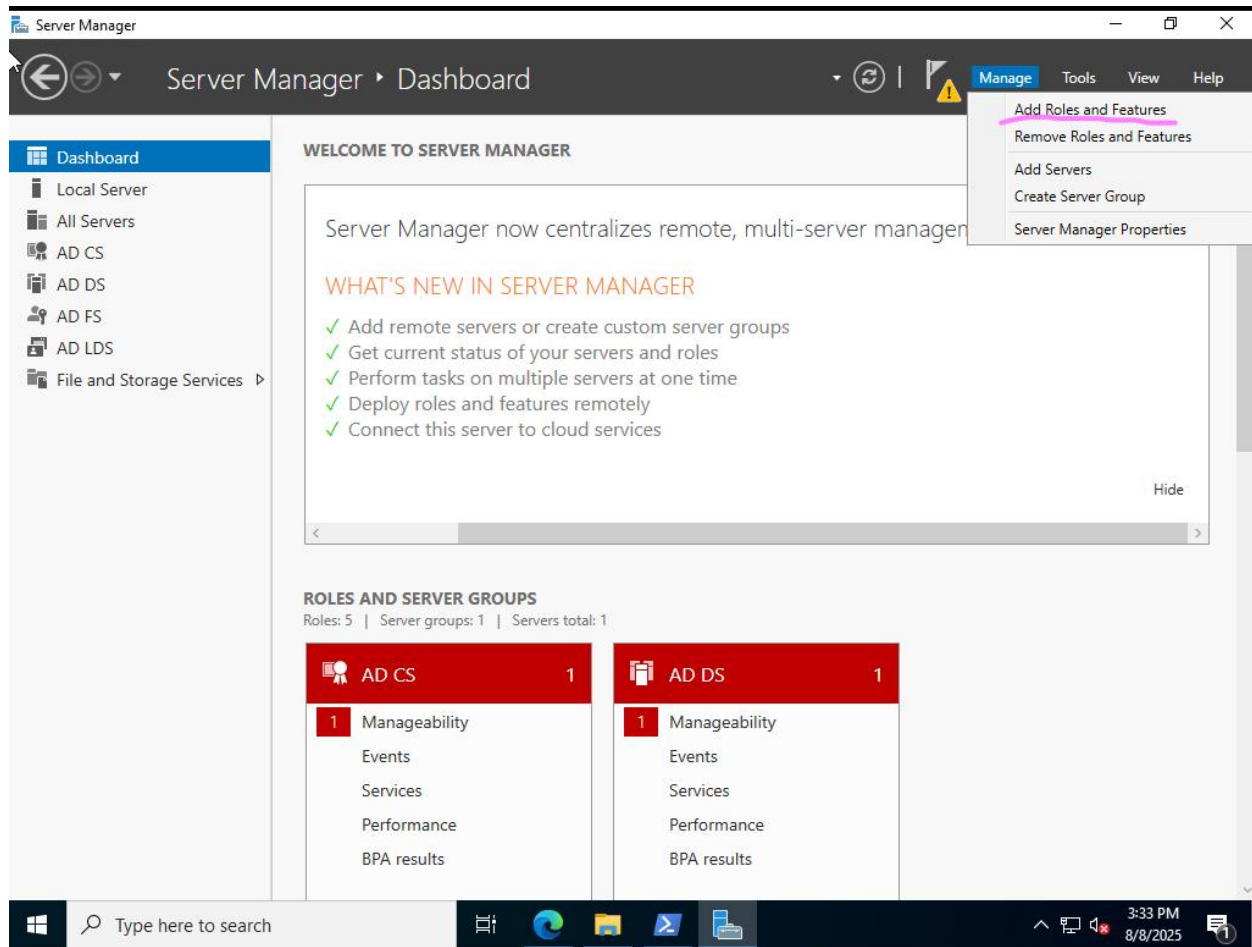 Server Manager
Server Manager • Dashboard
Manage Tools View Help
Add Roles and Features
Remove Roles and Features
Add Servers
Create Server Group
Server Manager Properties
Dashboard
Local Server
All Servers
AD CS
AD DS
AD FS
AD LDS
File and Storage Services
WELCOME TO SERVER MANAGER
Server Manager now centralizes remote, multi-server managem
WHAT'S NEW IN SERVER MANAGER
✓ Add remote servers or create custom server groups
✓ Get current status of your servers and roles
✓ Perform tasks on multiple servers at one time
✓ Deploy roles and features remotely
✓ Connect this server to cloud services
Hide
ROLES AND SERVER GROUPS
Roles: 5 | Server groups: 1 | Servers total: 1
AD CS 1
1 Manageability
Events
Services
Performance
BPA results
AD DS 1
1 Manageability
Events
Services
Performance
BPA results
Type here to search
3:33 PM
8/8/2025
1